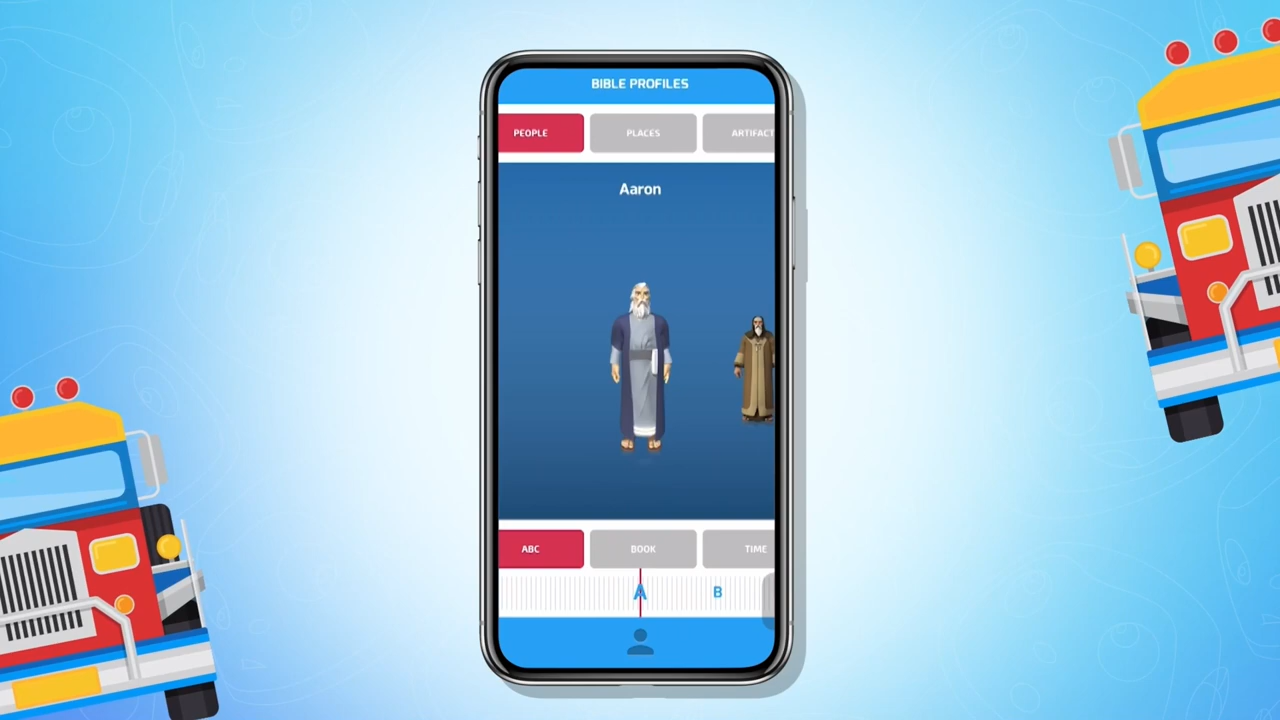 BIBLE PROFILES
PEOPLE PLACES ARTIFACT
Aaron
ABC BOOK TIME
A B